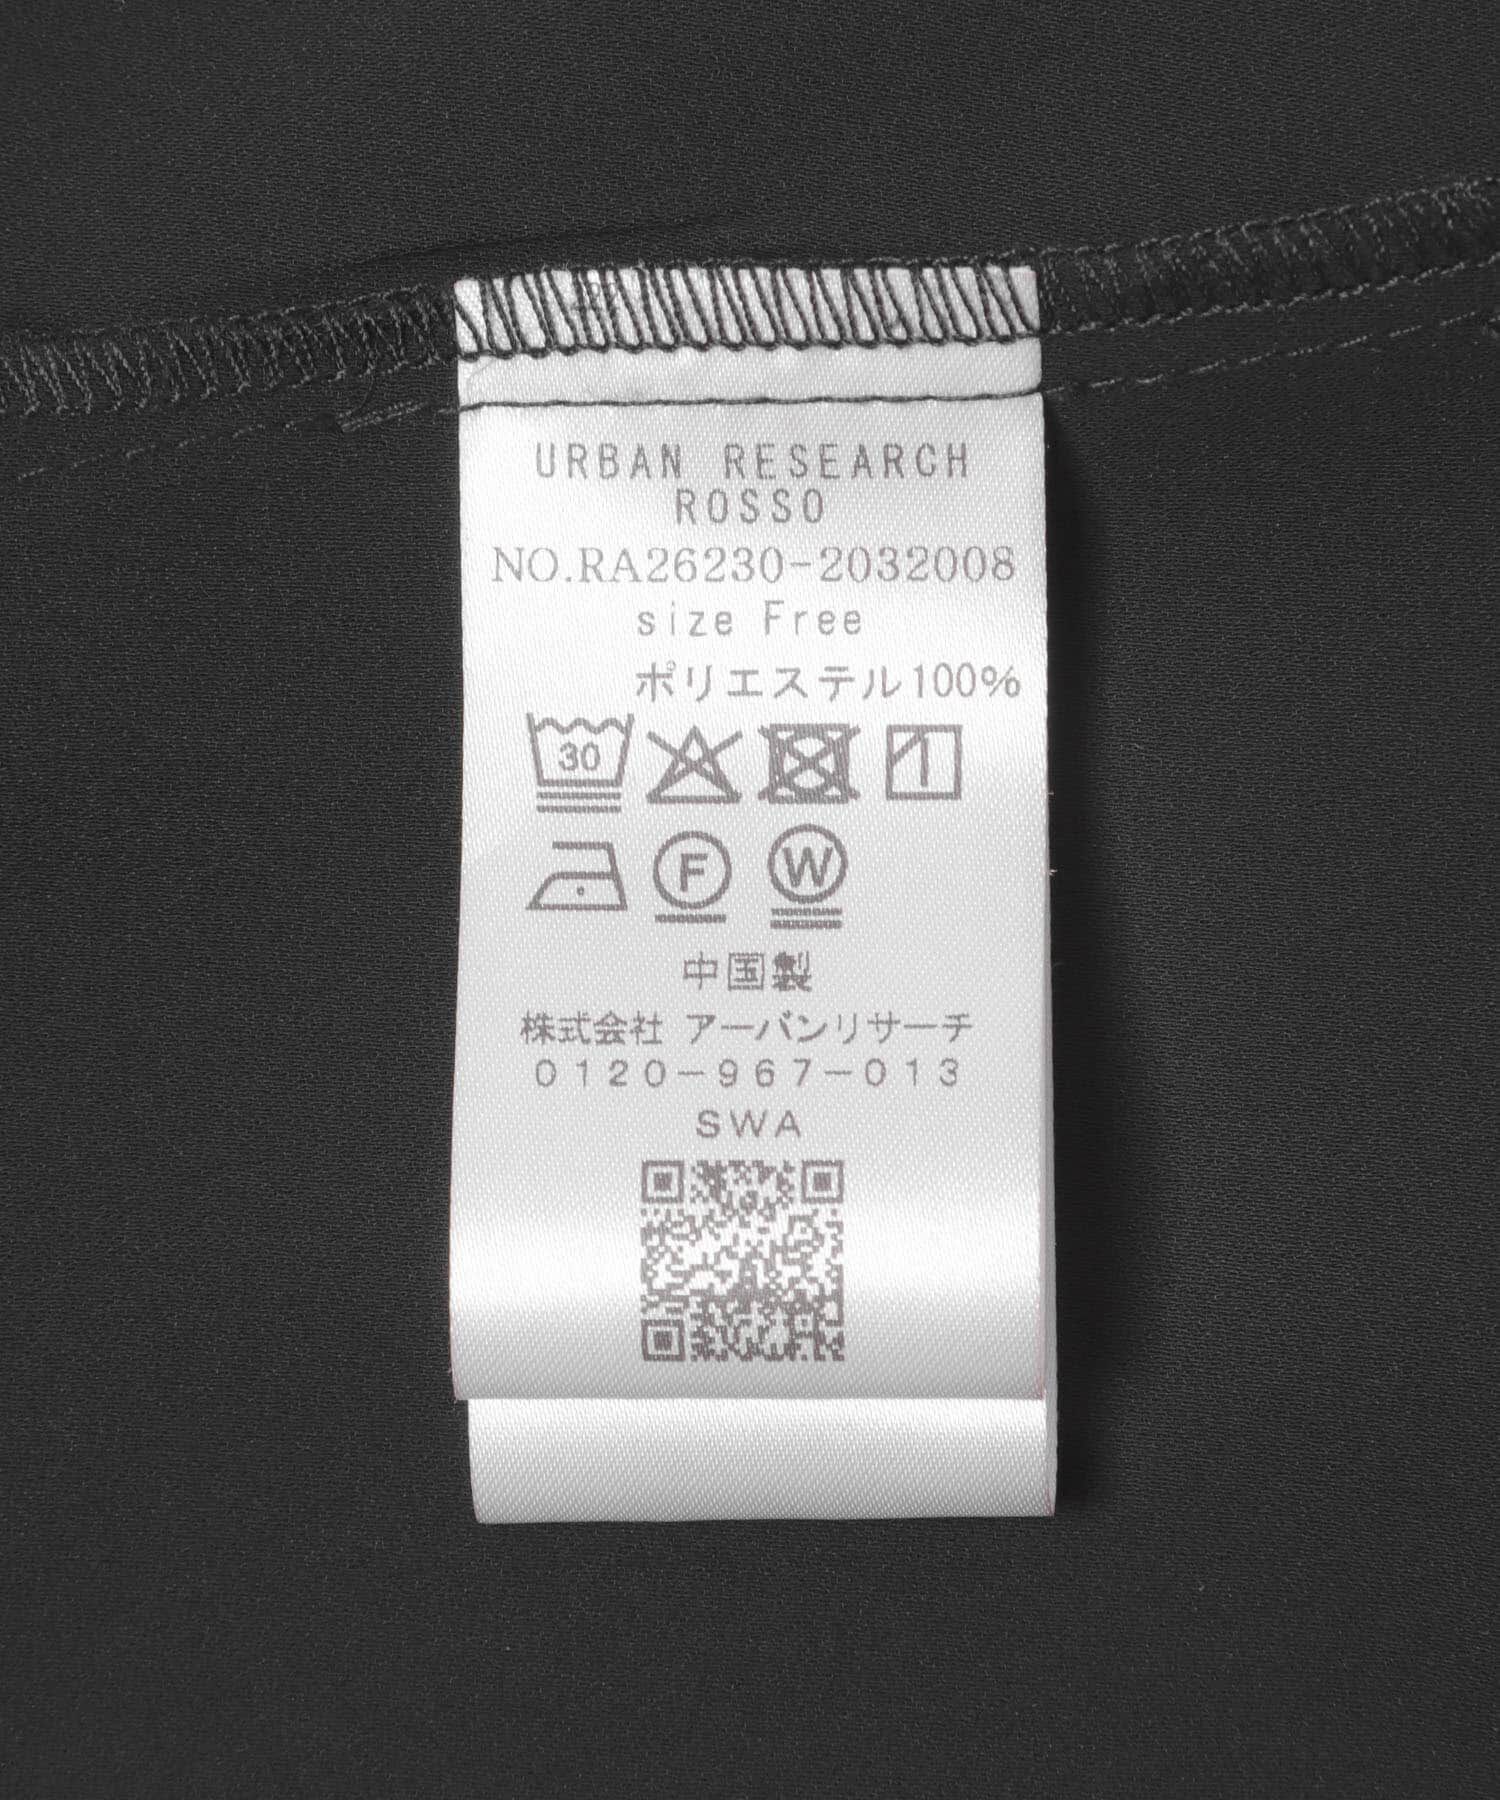 URBAN RESEARCH
ROSSO
NO.RA26230-2032008
size Free
ポリエステル100%
30
F W
中国製
株式会社 アーバンリサーチ
0120-967-013
SWA